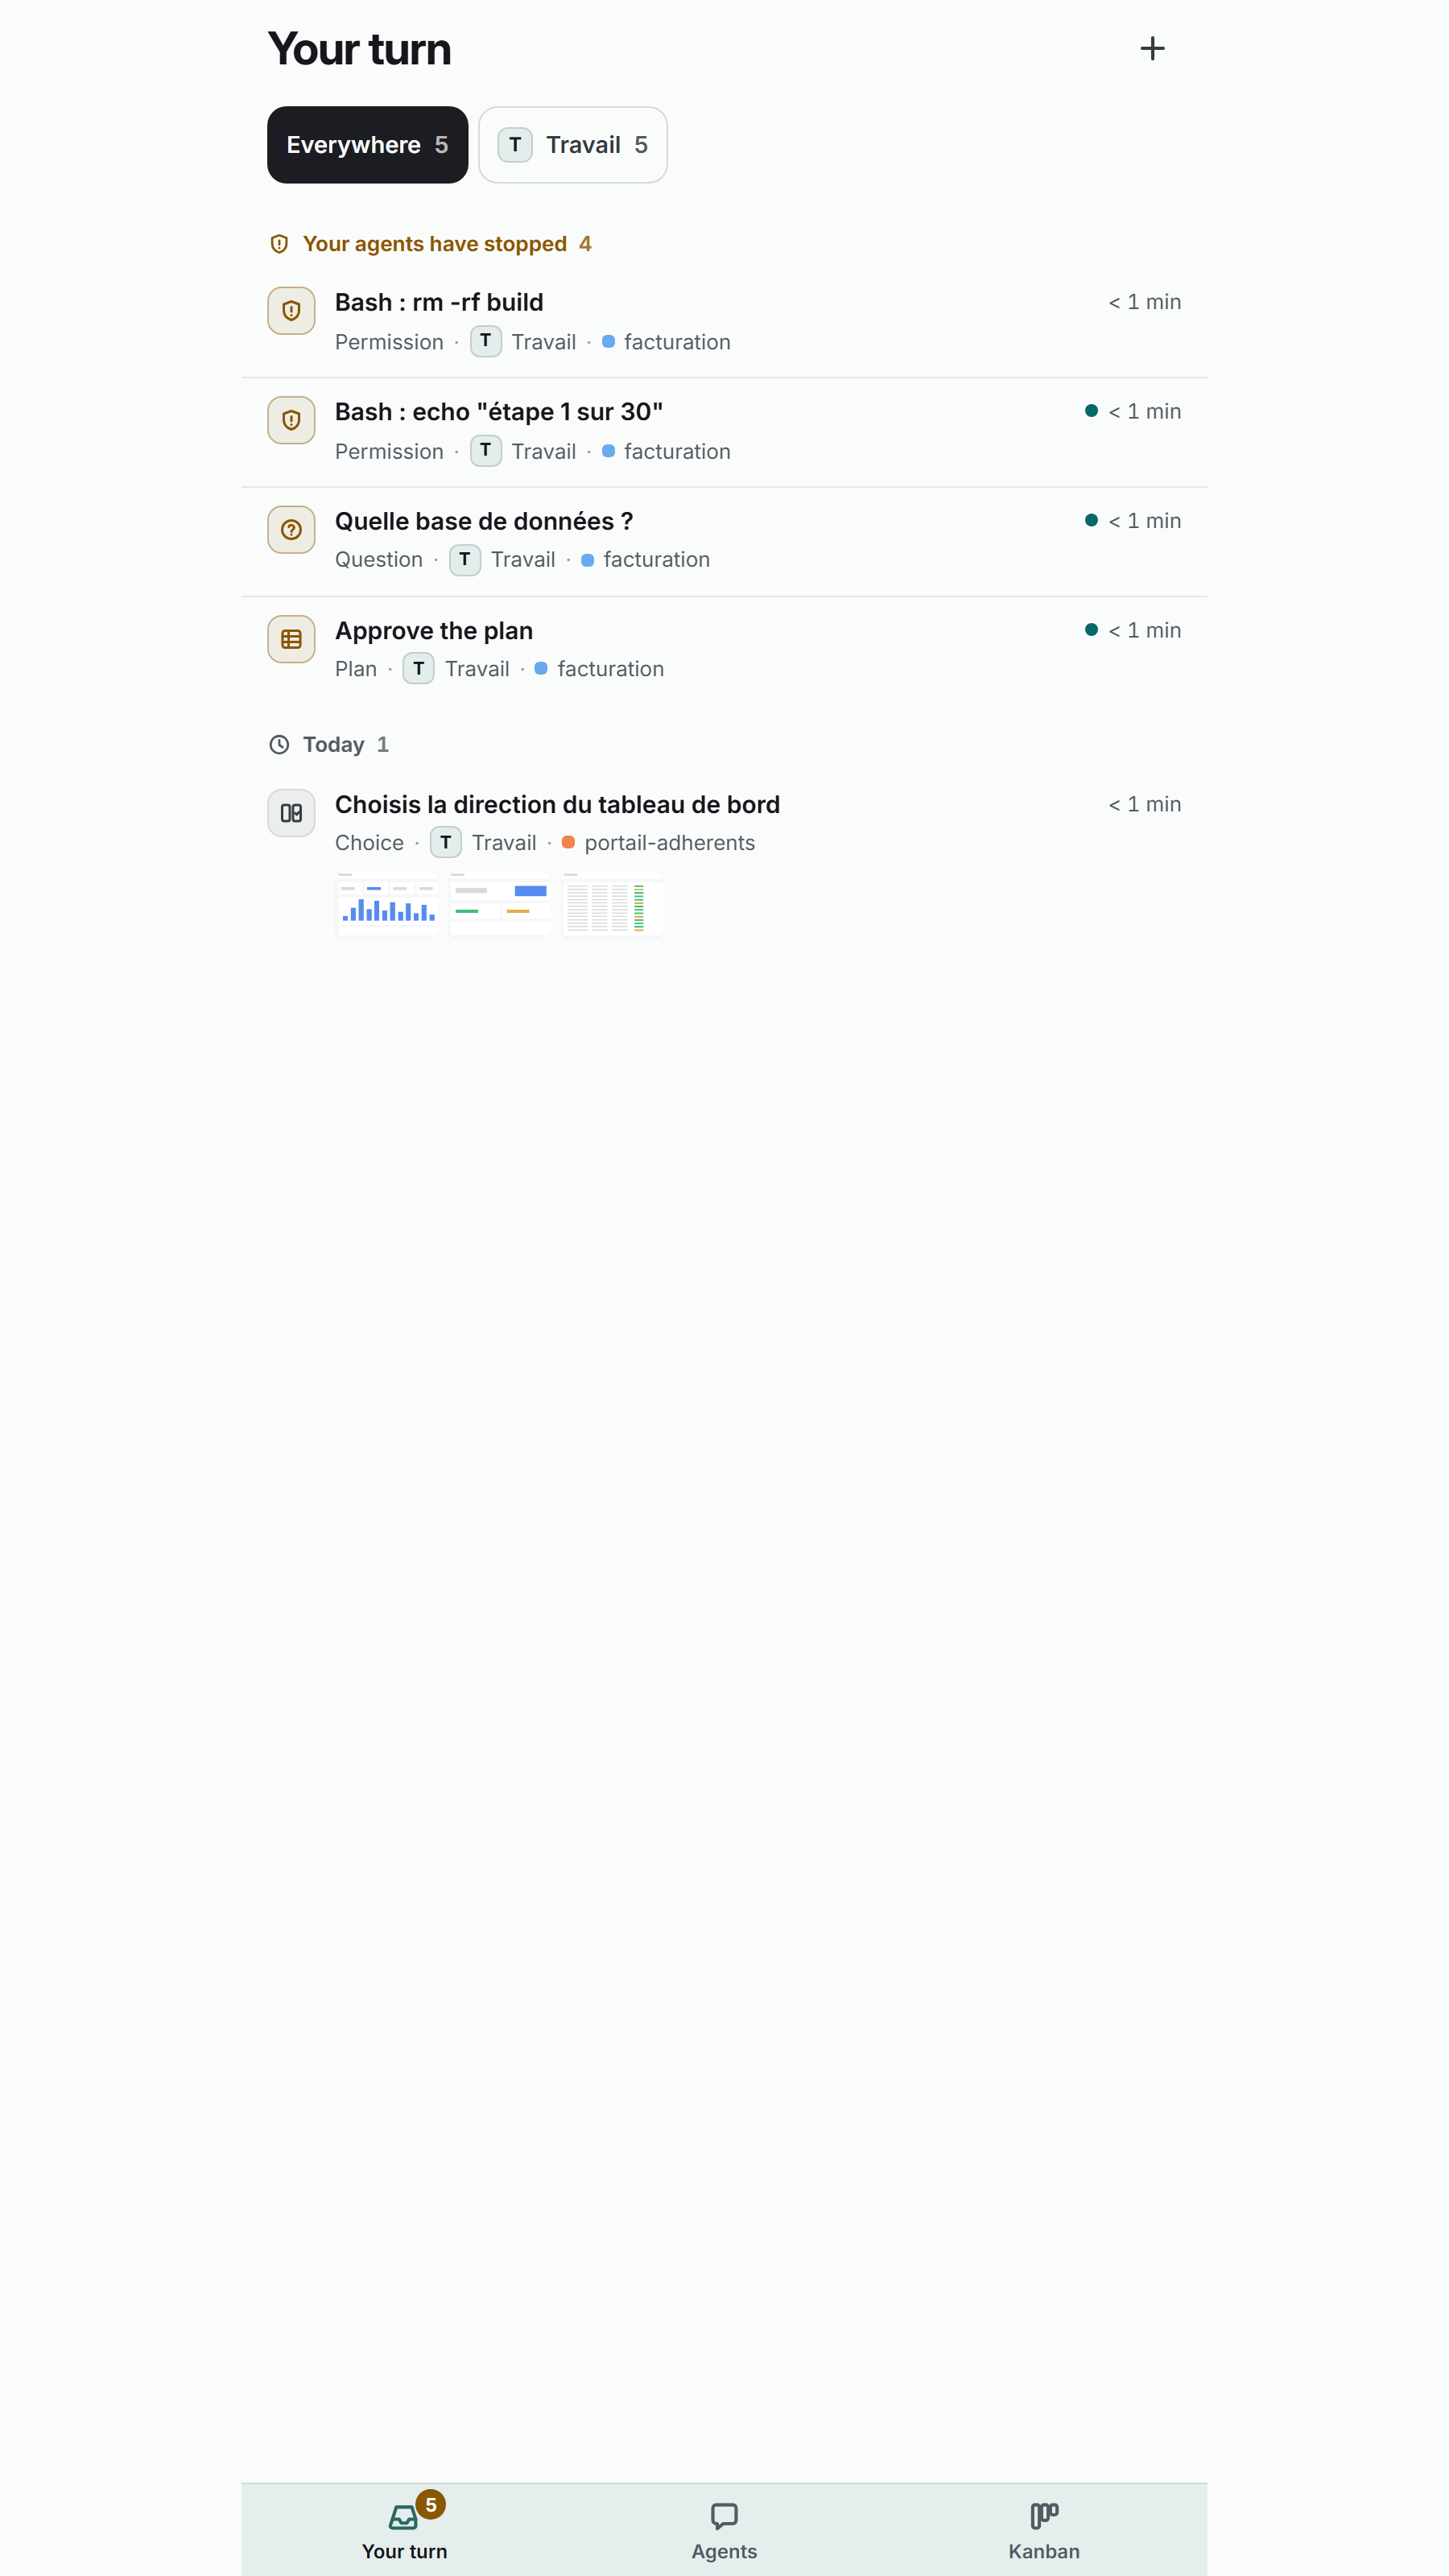 Your turn
Everywhere 5
T Travail 5
Your agents have stopped 4
Bash : rm -rf build
< 1 min
Permission · T Travail · facturation
Bash : echo "étape 1 sur 30"
< 1 min
Permission · T Travail · facturation
Quelle base de données ?
< 1 min
Question · T Travail · facturation
Approve the plan
< 1 min
Plan · T Travail · facturation
Today 1
Choisis la direction du tableau de bord
< 1 min
Choice · T Travail · portail-adherents
5
Your turn
Agents
Kanban